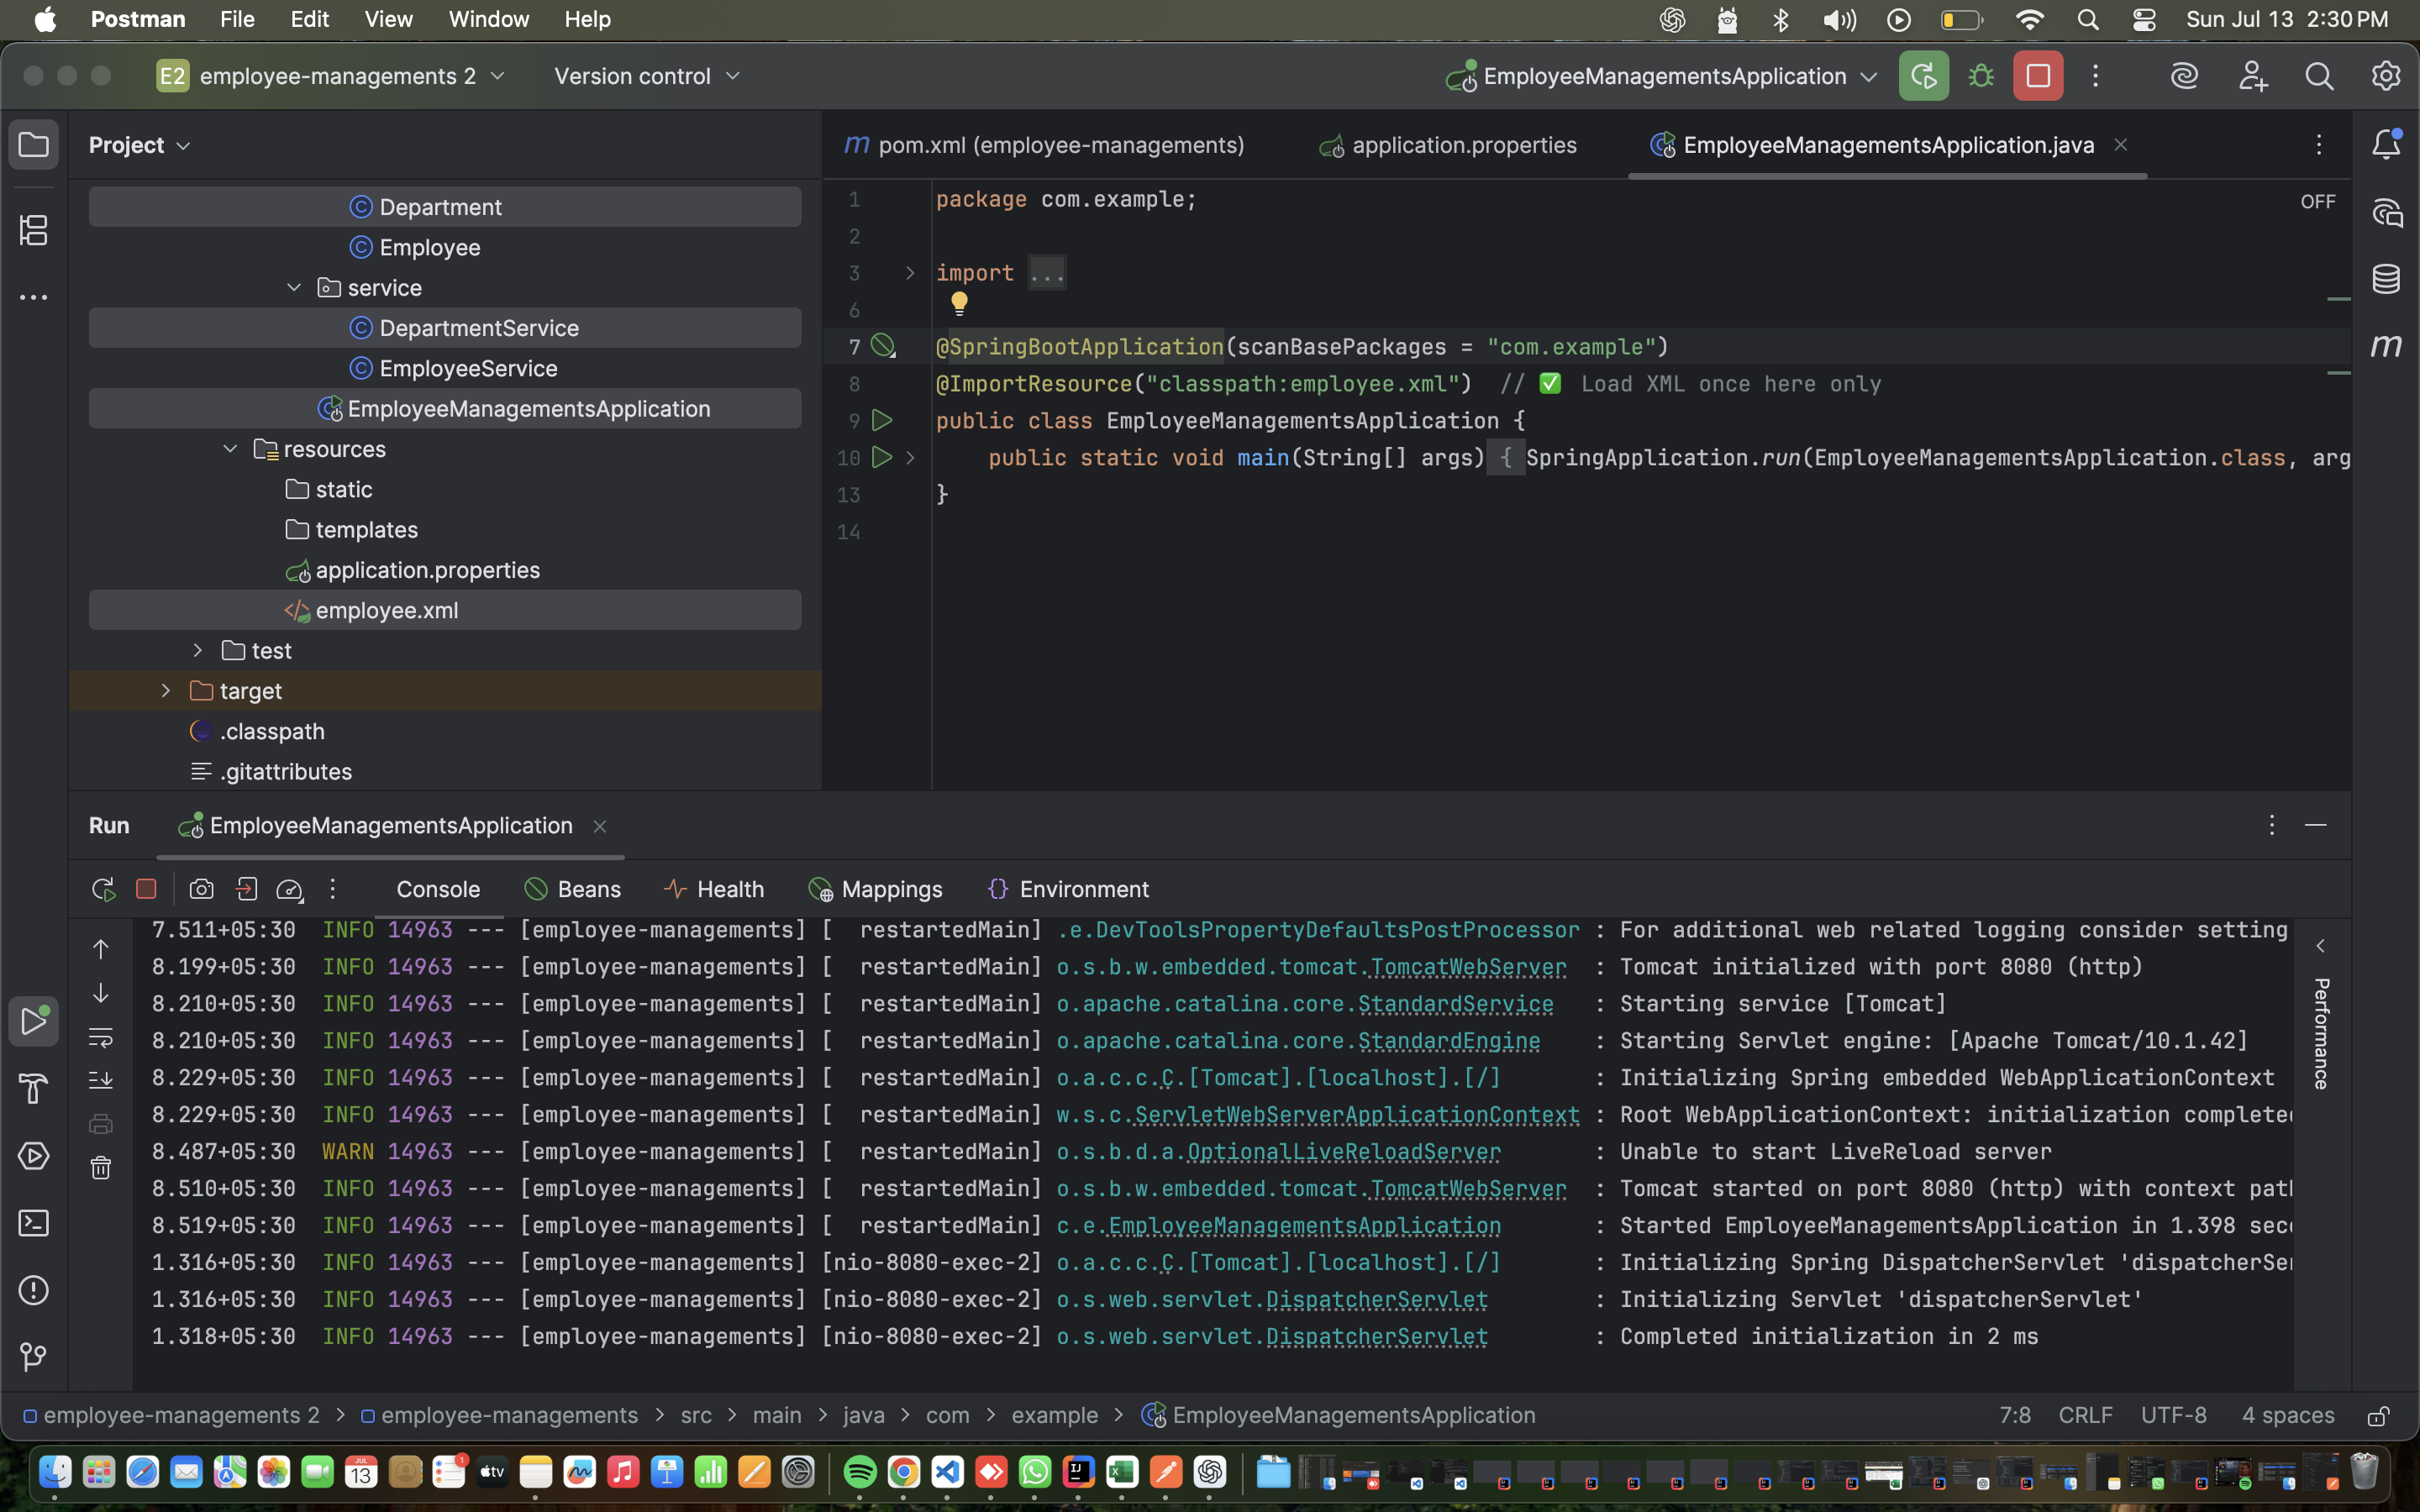 Postman File Edit View Window Help Sun Jul 13 2:30 PM
E2 employee-managements 2 Version control EmployeeManagementsApplication
Project
Department
Employee
service
DepartmentService
EmployeeService
EmployeeManagementsApplication
resources
static
templates
application.properties
employee.xml
test
target
.classpath
.gitattributes
m pom.xml (employee-managements) application.properties EmployeeManagementsApplication.java
OFF
1 package com.example;
2
3 import ...
6
7 @SpringBootApplication(scanBasePackages = "com.example")
8 @ImportResource("classpath:employee.xml") // ✅ Load XML once here only
9 public class EmployeeManagementsApplication {
10 public static void main(String[] args) { SpringApplication.run(EmployeeManagementsApplication.class, arg
13 }
14
m
Run EmployeeManagementsApplication
Console Beans Health Mappings Environment
7.511+05:30 INFO 14963 --- [employee-managements] [ restartedMain] .e.DevToolsPropertyDefaultsPostProcessor : For additional web related logging consider setting
8.199+05:30 INFO 14963 --- [employee-managements] [ restartedMain] o.s.b.w.embedded.tomcat.TomcatWebServer : Tomcat initialized with port 8080 (http)
8.210+05:30 INFO 14963 --- [employee-managements] [ restartedMain] o.apache.catalina.core.StandardService : Starting service [Tomcat]
8.210+05:30 INFO 14963 --- [employee-managements] [ restartedMain] o.apache.catalina.core.StandardEngine : Starting Servlet engine: [Apache Tomcat/10.1.42]
8.229+05:30 INFO 14963 --- [employee-managements] [ restartedMain] o.a.c.c.C.[Tomcat].[localhost].[/] : Initializing Spring embedded WebApplicationContext
8.229+05:30 INFO 14963 --- [employee-managements] [ restartedMain] w.s.c.ServletWebServerApplicationContext : Root WebApplicationContext: initialization complete
8.487+05:30 WARN 14963 --- [employee-managements] [ restartedMain] o.s.b.d.a.OptionalLiveReloadServer : Unable to start LiveReload server
8.510+05:30 INFO 14963 --- [employee-managements] [ restartedMain] o.s.b.w.embedded.tomcat.TomcatWebServer : Tomcat started on port 8080 (http) with context pat
8.519+05:30 INFO 14963 --- [employee-managements] [ restartedMain] c.e.EmployeeManagementsApplication : Started EmployeeManagementsApplication in 1.398 sec
1.316+05:30 INFO 14963 --- [employee-managements] [nio-8080-exec-2] o.a.c.c.C.[Tomcat].[localhost].[/] : Initializing Spring DispatcherServlet 'dispatcherSe
1.316+05:30 INFO 14963 --- [employee-managements] [nio-8080-exec-2] o.s.web.servlet.DispatcherServlet : Initializing Servlet 'dispatcherServlet'
1.318+05:30 INFO 14963 --- [employee-managements] [nio-8080-exec-2] o.s.web.servlet.DispatcherServlet : Completed initialization in 2 ms
Performance
employee-managements 2 > employee-managements > src > main > java > com > example > EmployeeManagementsApplication 7:8 CRLF UTF-8 4 spaces
JUL
13
1
tv
IJ